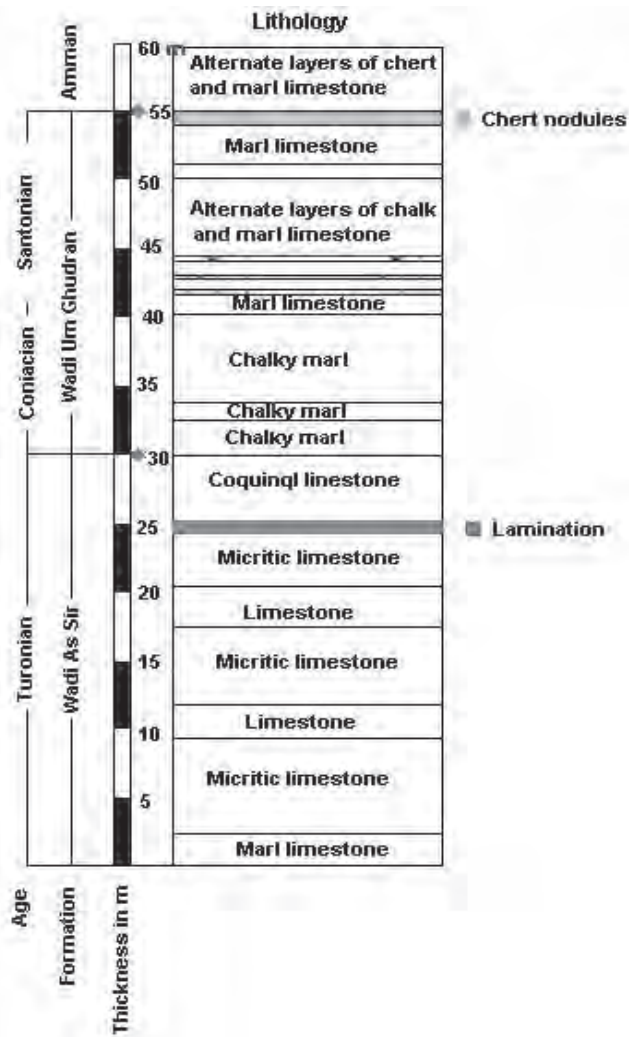 Lithology
60 m
Alternate layers of chert
and marl limestone
55
Chert nodules
Marl limestone
50
Alternate layers of chalk
and marl limestone
45
Marl limestone
40
Chalky marl
35
Chalky marl
Chalky marl
30
Coquinql linestone
25
Lamination
Micritic limestone
20
Limestone
15
Micritic limestone
Limestone
10
Micritic limestone
5
Marl limestone
Amman
Santonian
Coniacian
Turonian
Wadi Um Ghudran
Wadi As Sir
Age
Formation
Thickness in m